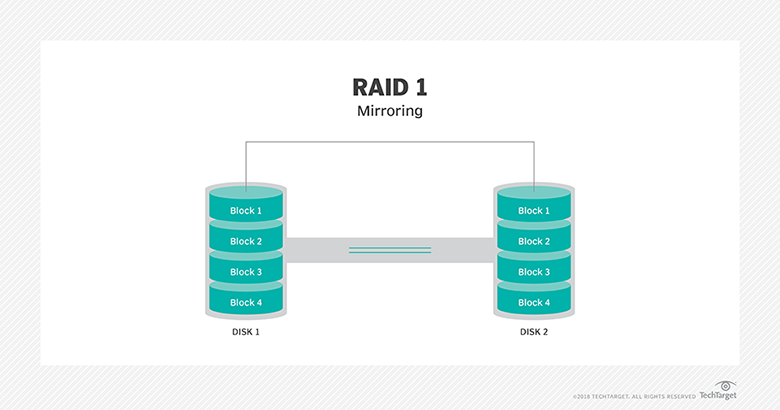 RAID 1
Mirroring
Block 1
Block 2
Block 3
Block 4
DISK 1
Block 1
Block 2
Block 3
Block 4
DISK 2
©2018 TECHTARGET. ALL RIGHTS RESERVED TechTarget